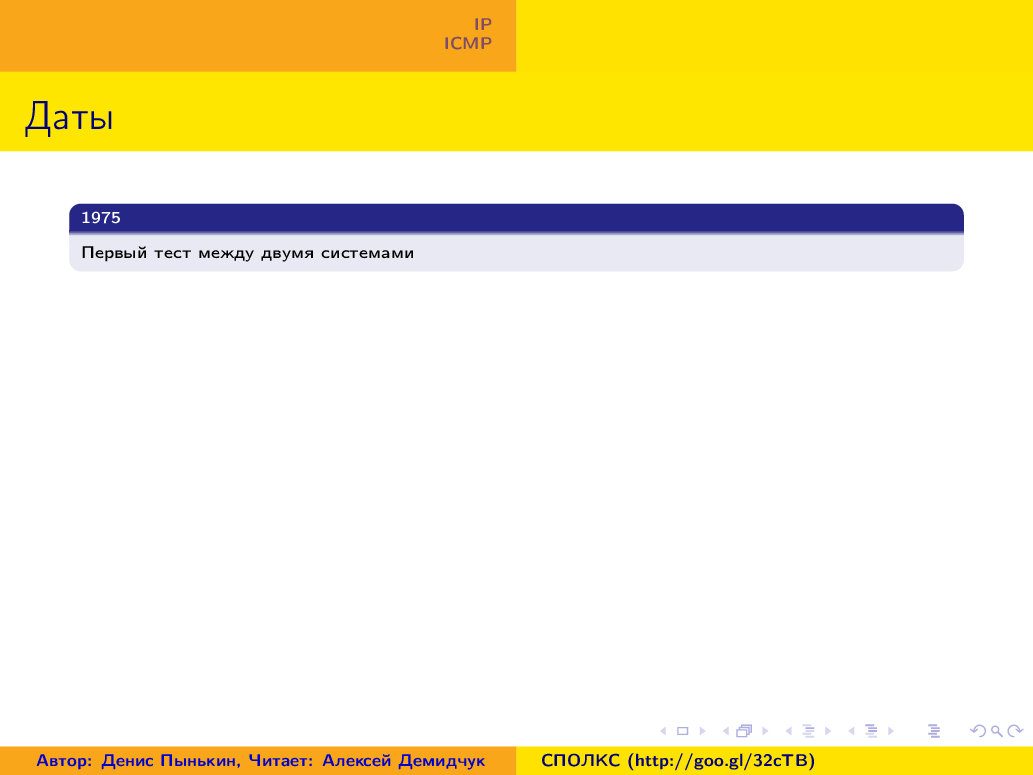 IP
ICMP
Даты
1975
Первый тест между двумя системами
Автор: Денис Пынькин, Читает: Алексей Демидчук
СПОЛКС (http://goo.gl/32cTB)